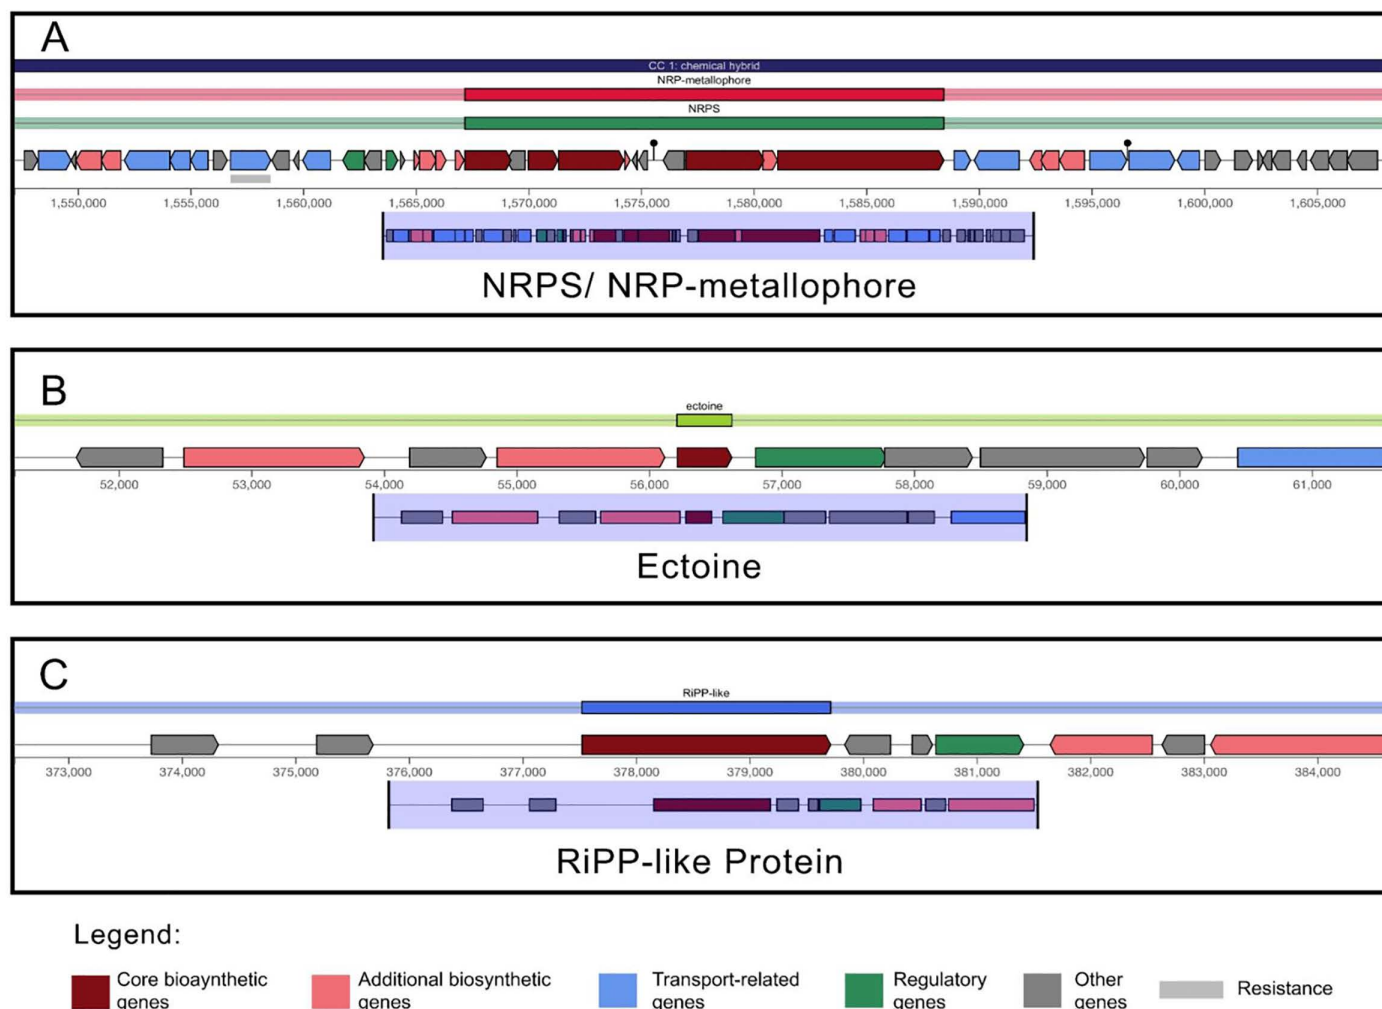 A
CC 1: chemical hybrid
NRP-metallophore
NRPS
1,550,000 1,555,000 1,560,000 1,565,000 1,570,000 1,575,000 1,580,000 1,585,000 1,590,000 1,595,000 1,600,000 1,605,000
NRPS/ NRP-metallophore
B
ectoine
52,000 53,000 54,000 55,000 56,000 57,000 58,000 59,000 60,000 61,000
Ectoine
C
RiPP-like
373,000 374,000 375,000 376,000 377,000 378,000 379,000 380,000 381,000 382,000 383,000 384,000
RiPP-like Protein
Legend:
Core bioaynthetic genes
Additional biosynthetic genes
Transport-related genes
Regulatory genes
Other genes
Resistance